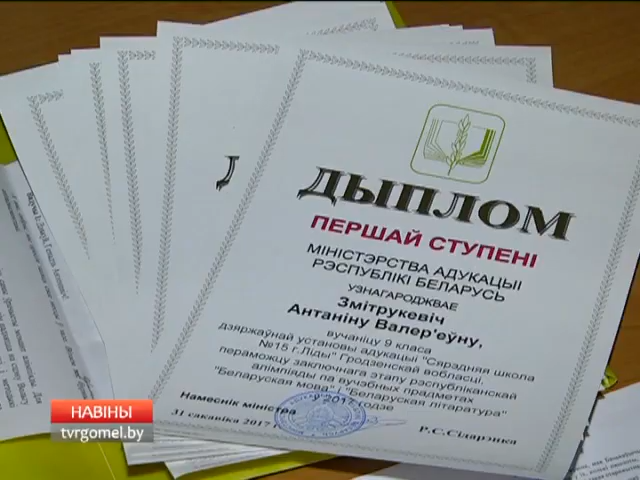 ДЫПЛОМ
ПЕРШАЙ СТУПЕНІ
МІНІСТЭРСТВА АДУКАЦЫІ
РЭСПУБЛІКІ БЕЛАРУСЬ
УЗНАГАРОДЖВАЕ
Змітрукевіч
Антаніну Валер'еўну,
вучаніцу 9 класа
дзяржаўнай установы адукацыі "Сярэдняя школа
№15 г.Ліды" Гродзенскай вобласці,
пераможцу заключнага этапу рэспубліканскай
алімпіяды па вучэбных прадметах
"Беларуская мова" і "Беларуская літаратура"
2017 годзе
Намеснік міністра
31 сакавіка 2017 г.
Р.С.Сідарэнка
НАВІНЫ
tvrgomel.by